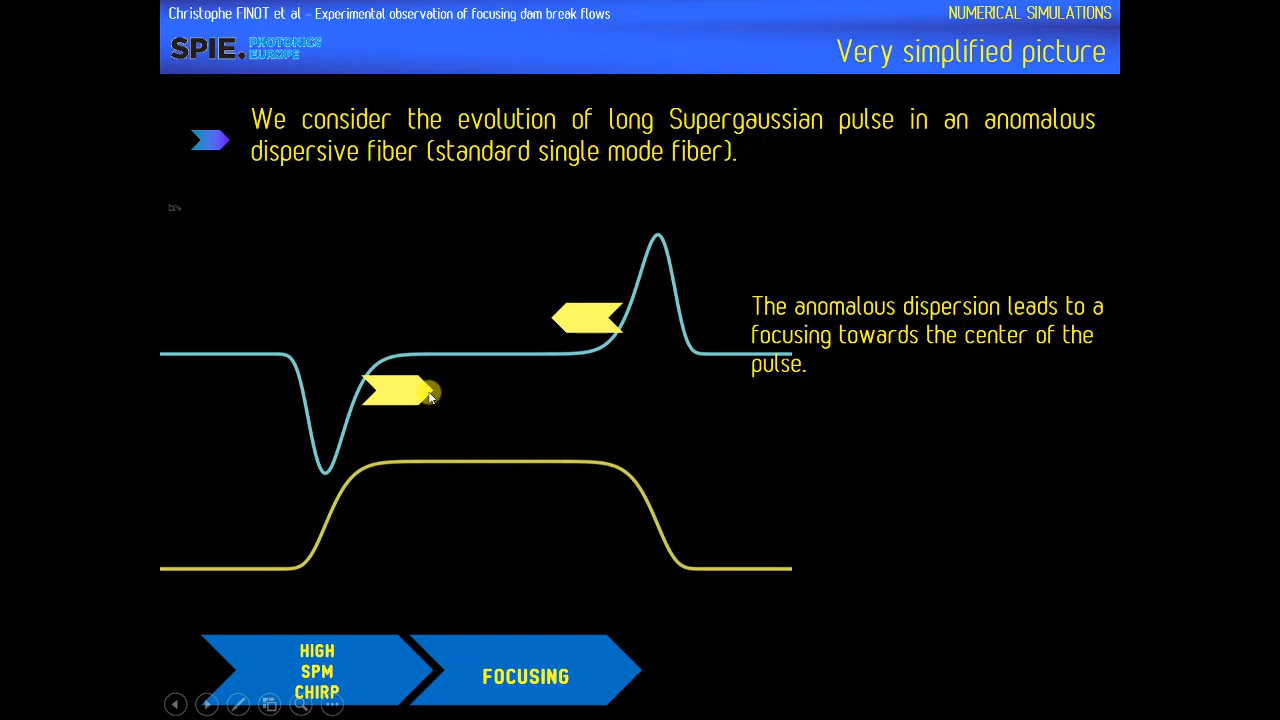 Christophe FINOT et al - Experimental observation of focusing dam break flows
NUMERICAL SIMULATIONS
SPIE. PHOTONICS
EUROPE
Very simplified picture
We consider the evolution of long Supergaussian pulse in an anomalous
dispersive fiber (standard single mode fiber).
The anomalous dispersion leads to a
focusing towards the center of the
pulse.
HIGH
SPM
CHIRP
FOCUSING